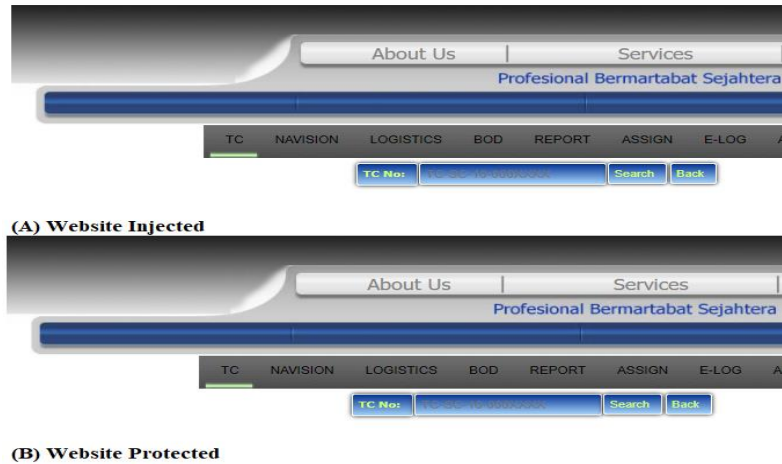 About Us | Services
Profesional Bermartabat Sejahtera
TC NAVISION LOGISTICS BOD REPORT ASSIGN E-LOG A
TC No: Search Back
(A) Website Injected
About Us | Services |
Profesional Bermartabat Sejahtera
TC NAVISION LOGISTICS BOD REPORT ASSIGN E-LOG A
TC No: Search Back
(B) Website Protected